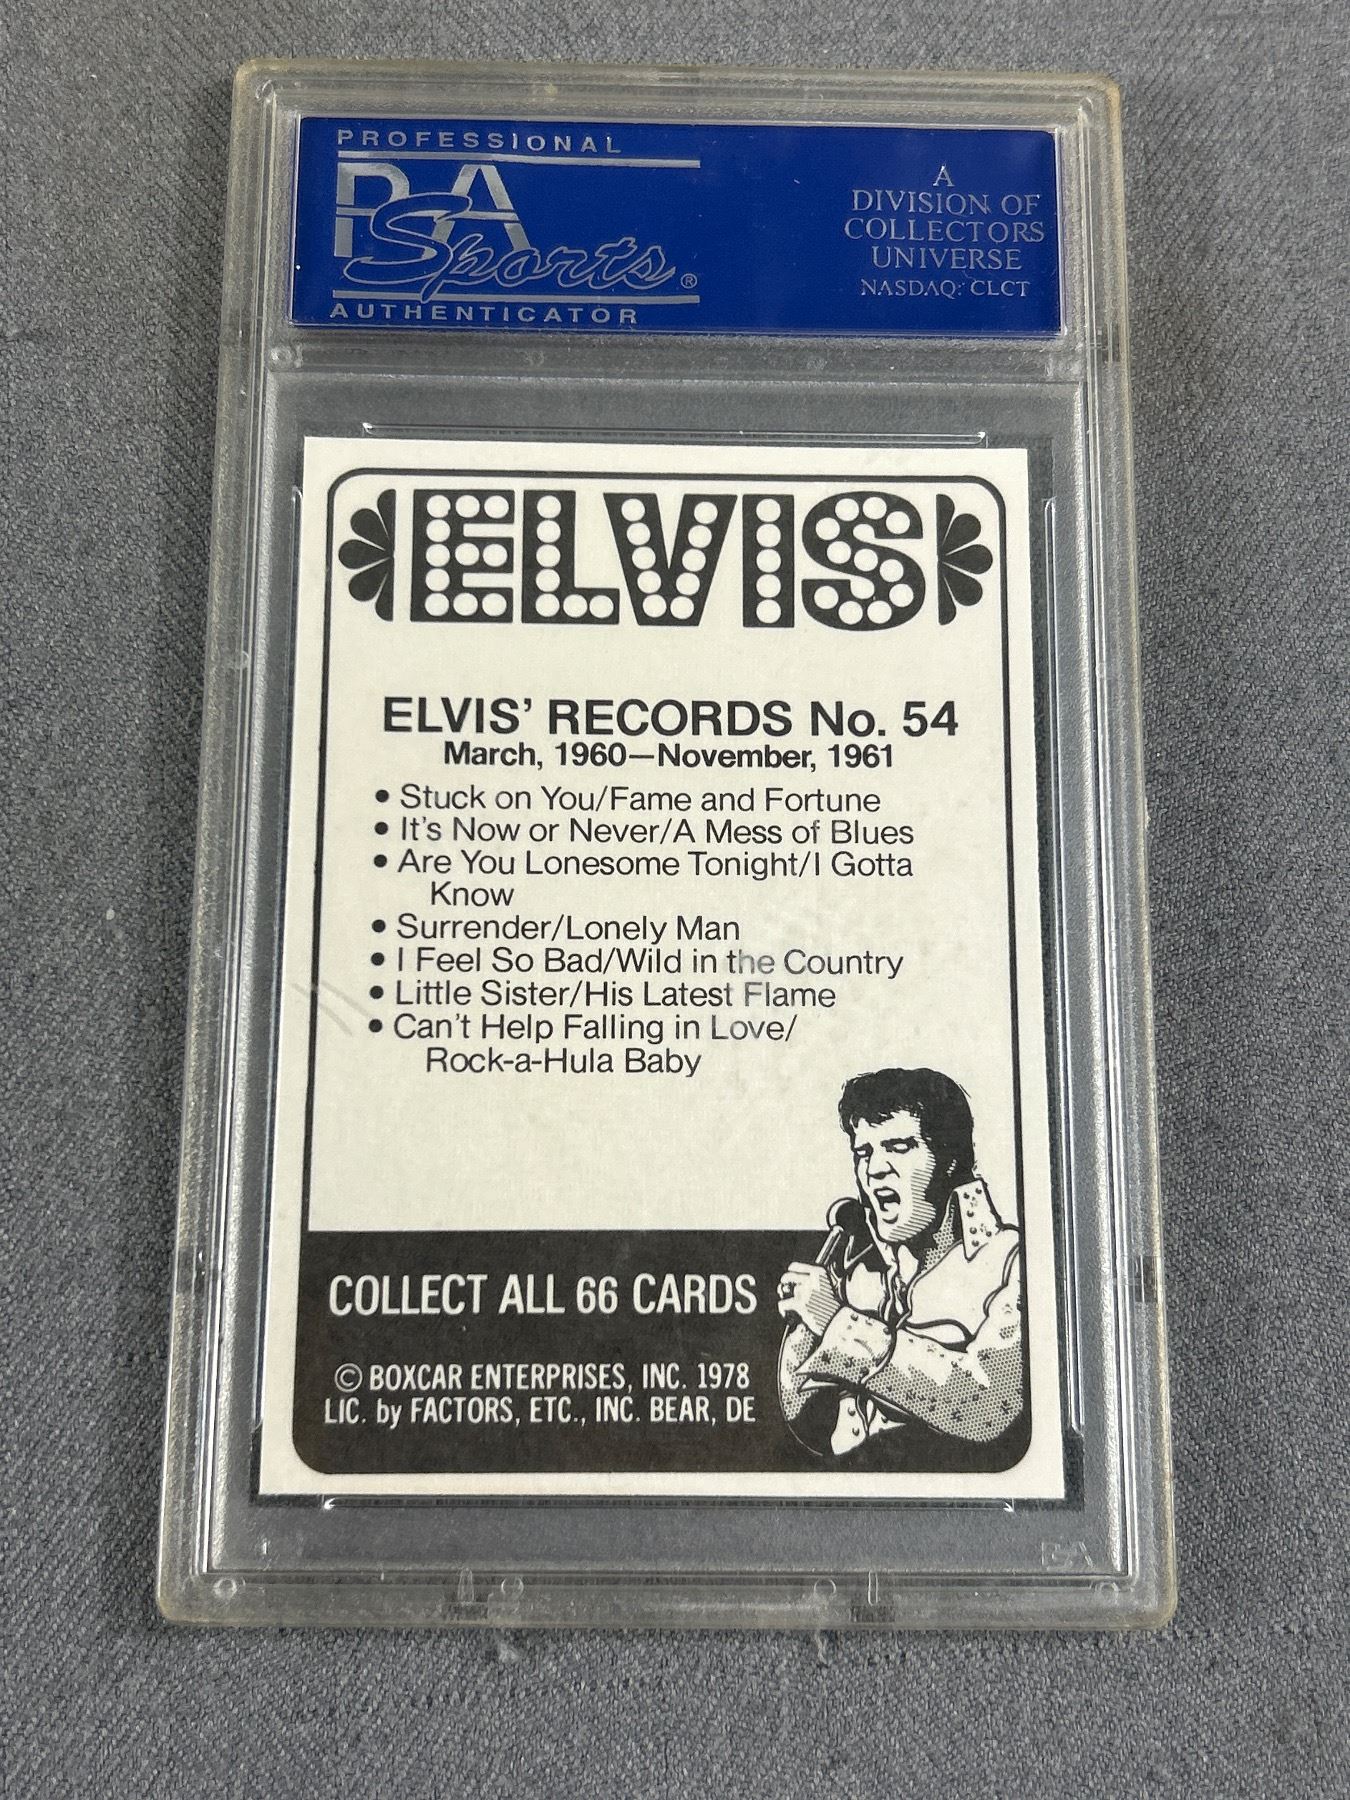 PROFESSIONAL
PSA
Sports®
AUTHENTICATOR
A
DIVISION OF
COLLECTORS
UNIVERSE
NASDAQ: CLCT
ELVIS
ELVIS’ RECORDS No. 54
March, 1960—November, 1961
• Stuck on You/Fame and Fortune
• It's Now or Never/A Mess of Blues
• Are You Lonesome Tonight/I Gotta
Know
• Surrender/Lonely Man
• I Feel So Bad/Wild in the Country
• Little Sister/His Latest Flame
• Can't Help Falling in Love/
Rock-a-Hula Baby
COLLECT ALL 66 CARDS
© BOXCAR ENTERPRISES, INC. 1978
LIC. by FACTORS, ETC., INC. BEAR, DE
PSA